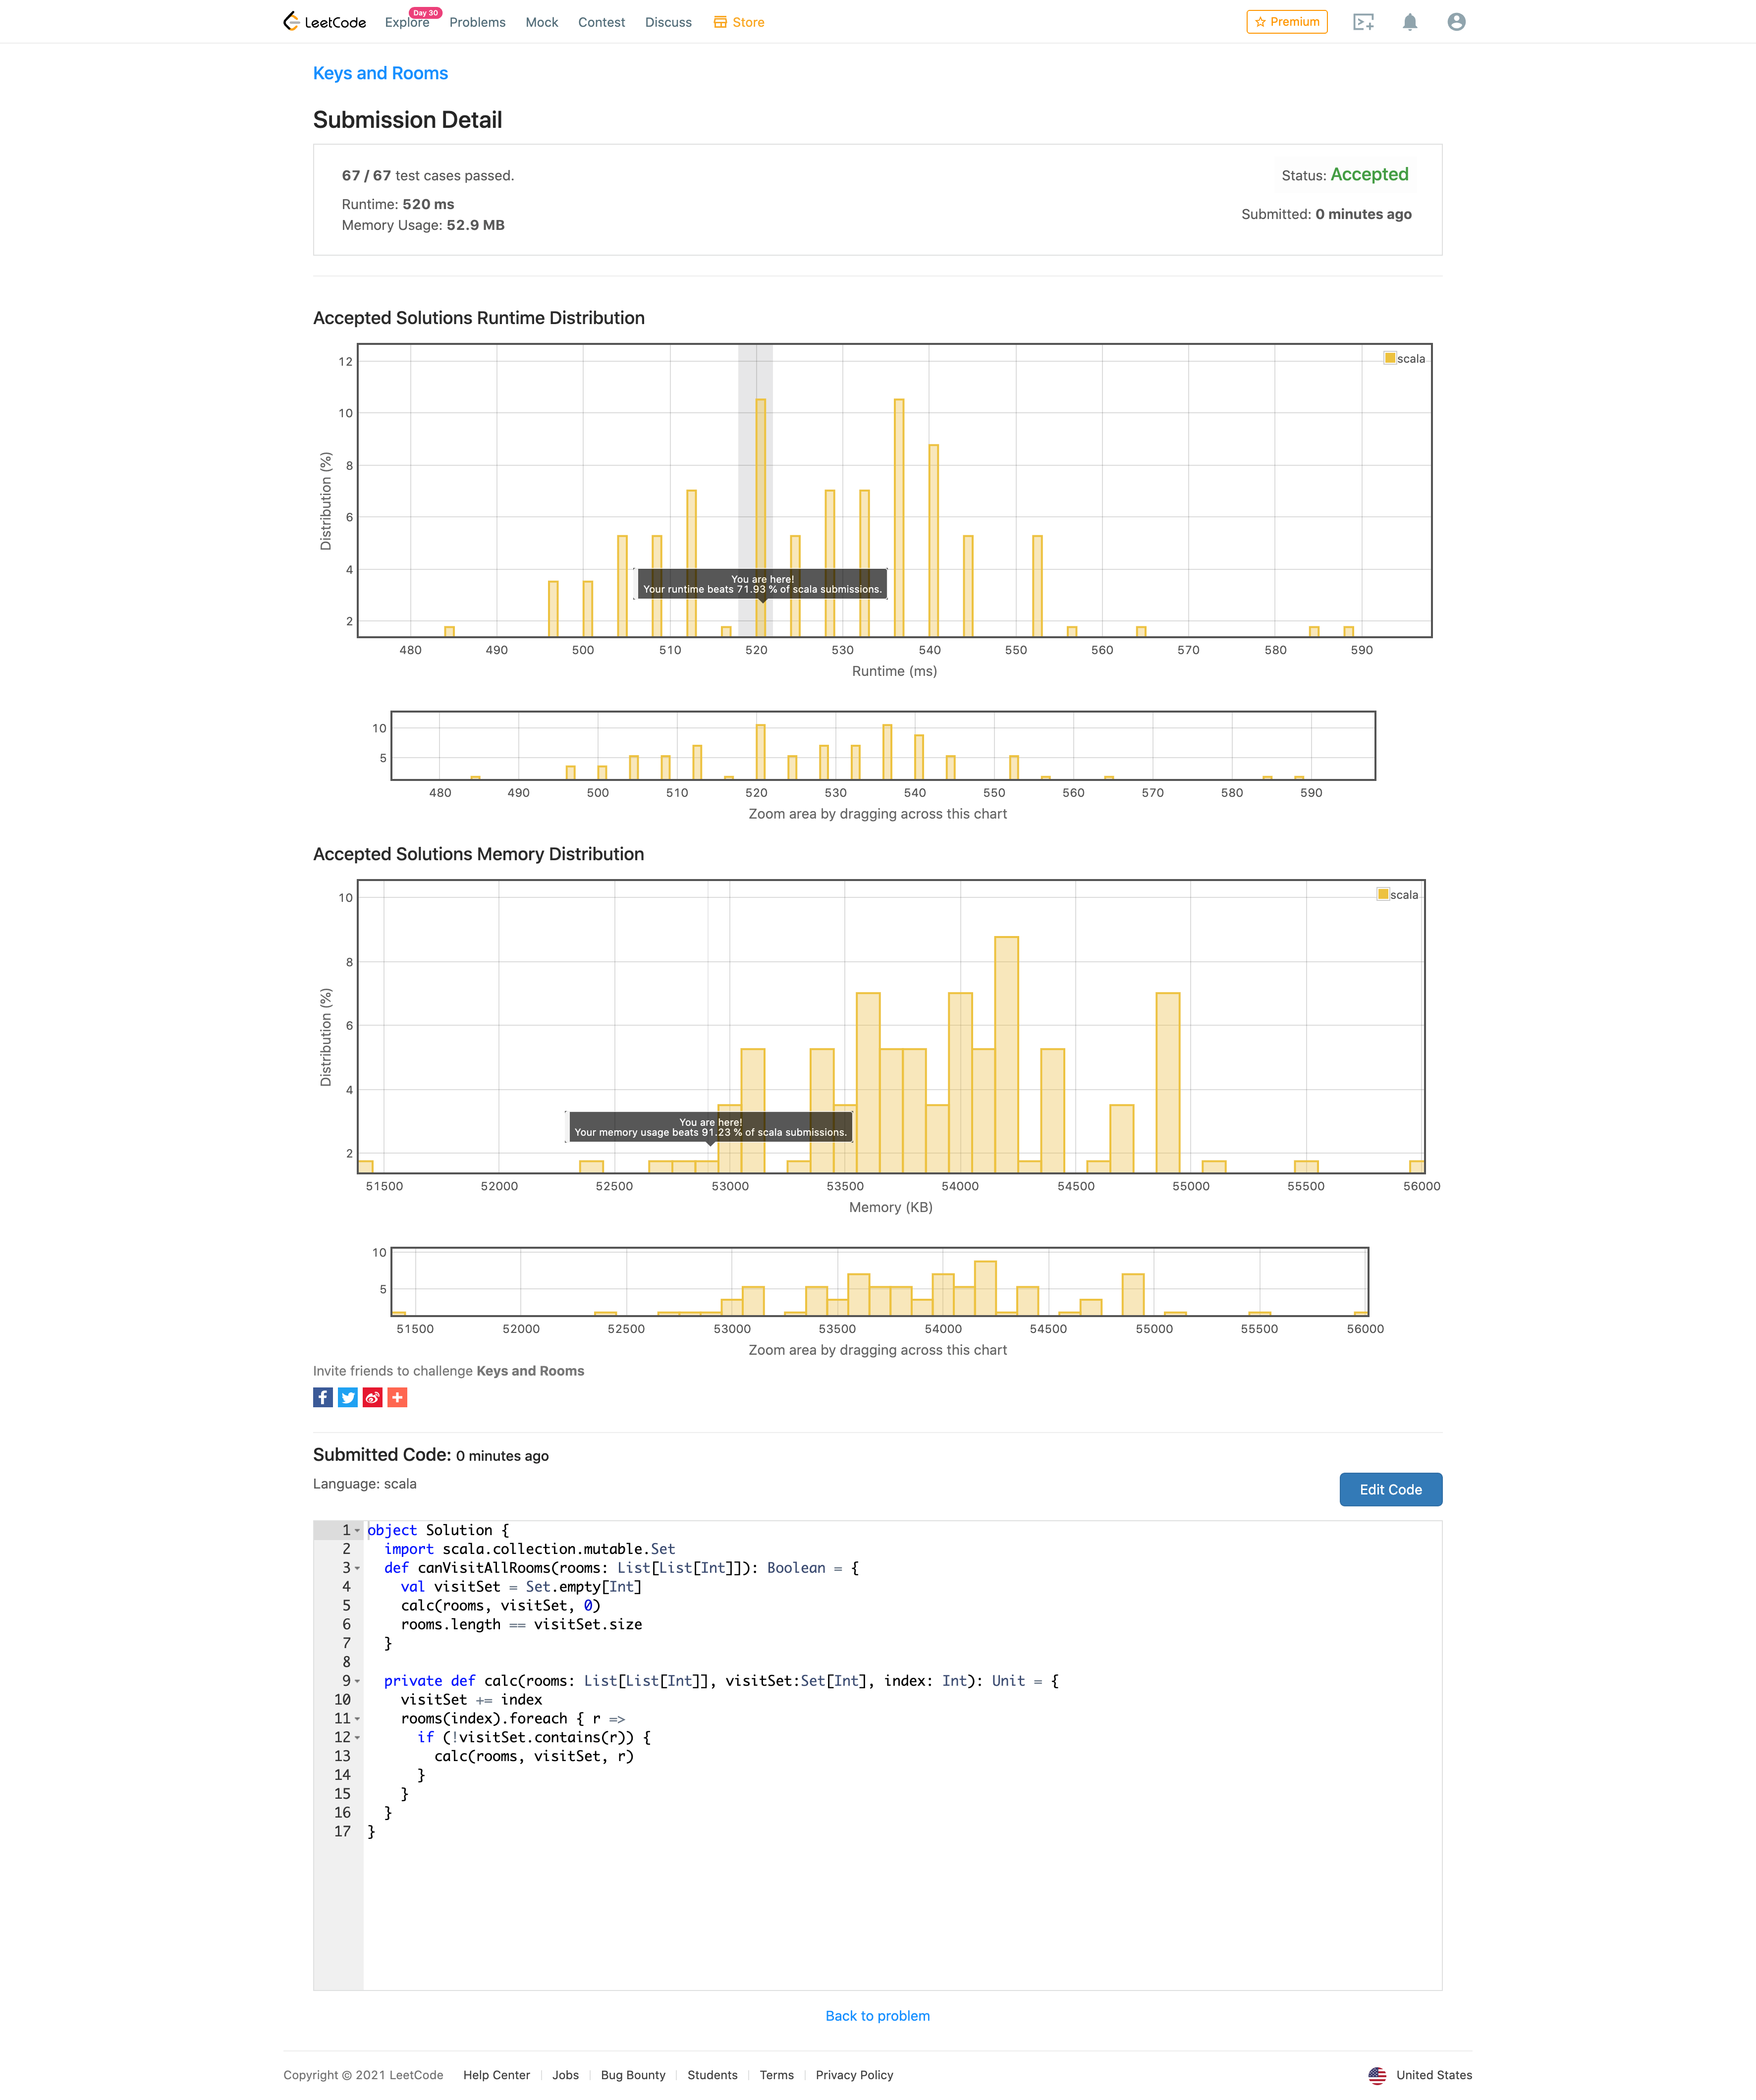 LeetCode
Explore
Day 30
Problems
Mock
Contest
Discuss
Store
Premium
Keys and Rooms
Submission Detail
67 / 67 test cases passed.
Status: Accepted
Runtime: 520 ms
Submitted: 0 minutes ago
Memory Usage: 52.9 MB
Accepted Solutions Runtime Distribution
12
10
8
6
4
2
Distribution (%)
scala
You are here!
Your runtime beats 71.93 % of scala submissions.
480 490 500 510 520 530 540 550 560 570 580 590
Runtime (ms)
10
5
480 490 500 510 520 530 540 550 560 570 580 590
Zoom area by dragging across this chart
Accepted Solutions Memory Distribution
10
8
6
4
2
Distribution (%)
scala
You are here!
Your memory usage beats 91.23 % of scala submissions.
51500 52000 52500 53000 53500 54000 54500 55000 55500 56000
Memory (KB)
10
5
51500 52000 52500 53000 53500 54000 54500 55000 55500 56000
Zoom area by dragging across this chart
Invite friends to challenge Keys and Rooms
Submitted Code: 0 minutes ago
Language: scala
Edit Code
1 object Solution {
2   import scala.collection.mutable.Set
3   def canVisitAllRooms(rooms: List[List[Int]]): Boolean = {
4     val visitSet = Set.empty[Int]
5     calc(rooms, visitSet, 0)
6     rooms.length == visitSet.size
7   }
8
9   private def calc(rooms: List[List[Int]], visitSet:Set[Int], index: Int): Unit = {
10     visitSet += index
11     rooms(index).foreach { r =>
12       if (!visitSet.contains(r)) {
13         calc(rooms, visitSet, r)
14       }
15     }
16   }
17 }
Back to problem
Copyright © 2021 LeetCode
Help Center
Jobs
Bug Bounty
Students
Terms
Privacy Policy
United States